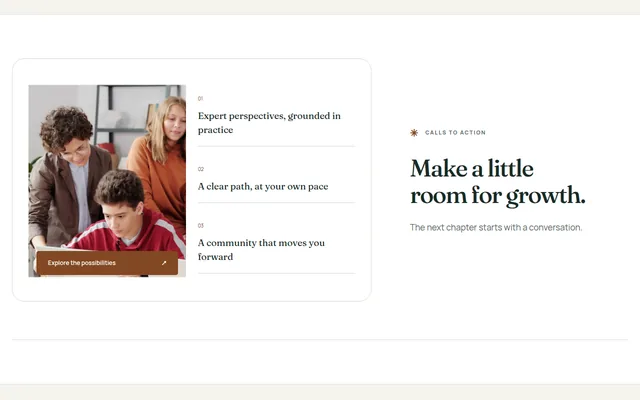 Explore the possibilities ↗
01
Expert perspectives, grounded in
practice
02
A clear path, at your own pace
03
A community that moves you
forward
CALLS TO ACTION
Make a little
room for growth.
The next chapter starts with a conversation.